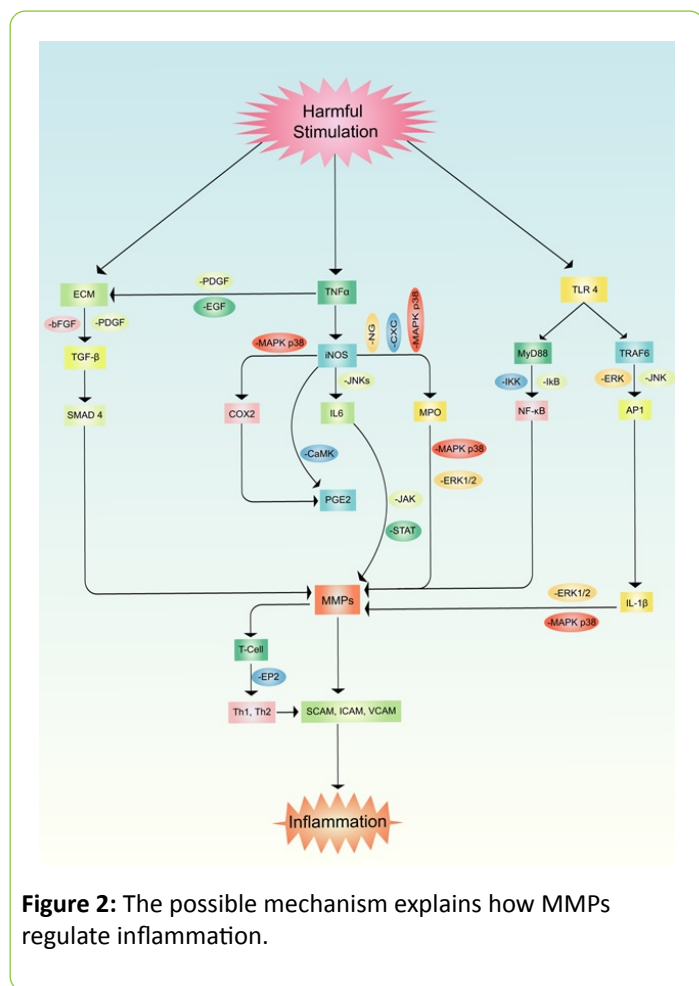 Harmful
Stimulation
-PDGF
-EGF
ECM
TNFα
TLR 4
-bFGF
-PDGF
-MAPK p38
-NG
-CXC
-MAPK p38
TGF-β
iNOS
MyD88
TRAF6
-JNKs
-IKK
-IkB
-ERK
-JNK
SMAD 4
COX2
IL6
MPO
NF-κB
AP1
-CaMK
-MAPK p38
-ERK1/2
PGE2
-JAK
-STAT
MMPs
-ERK1/2
-MAPK p38
IL-1β
T-Cell
-EP2
Th1, Th2
SCAM, ICAM, VCAM
Inflammation
Figure 2: The possible mechanism explains how MMPs
regulate inflammation.